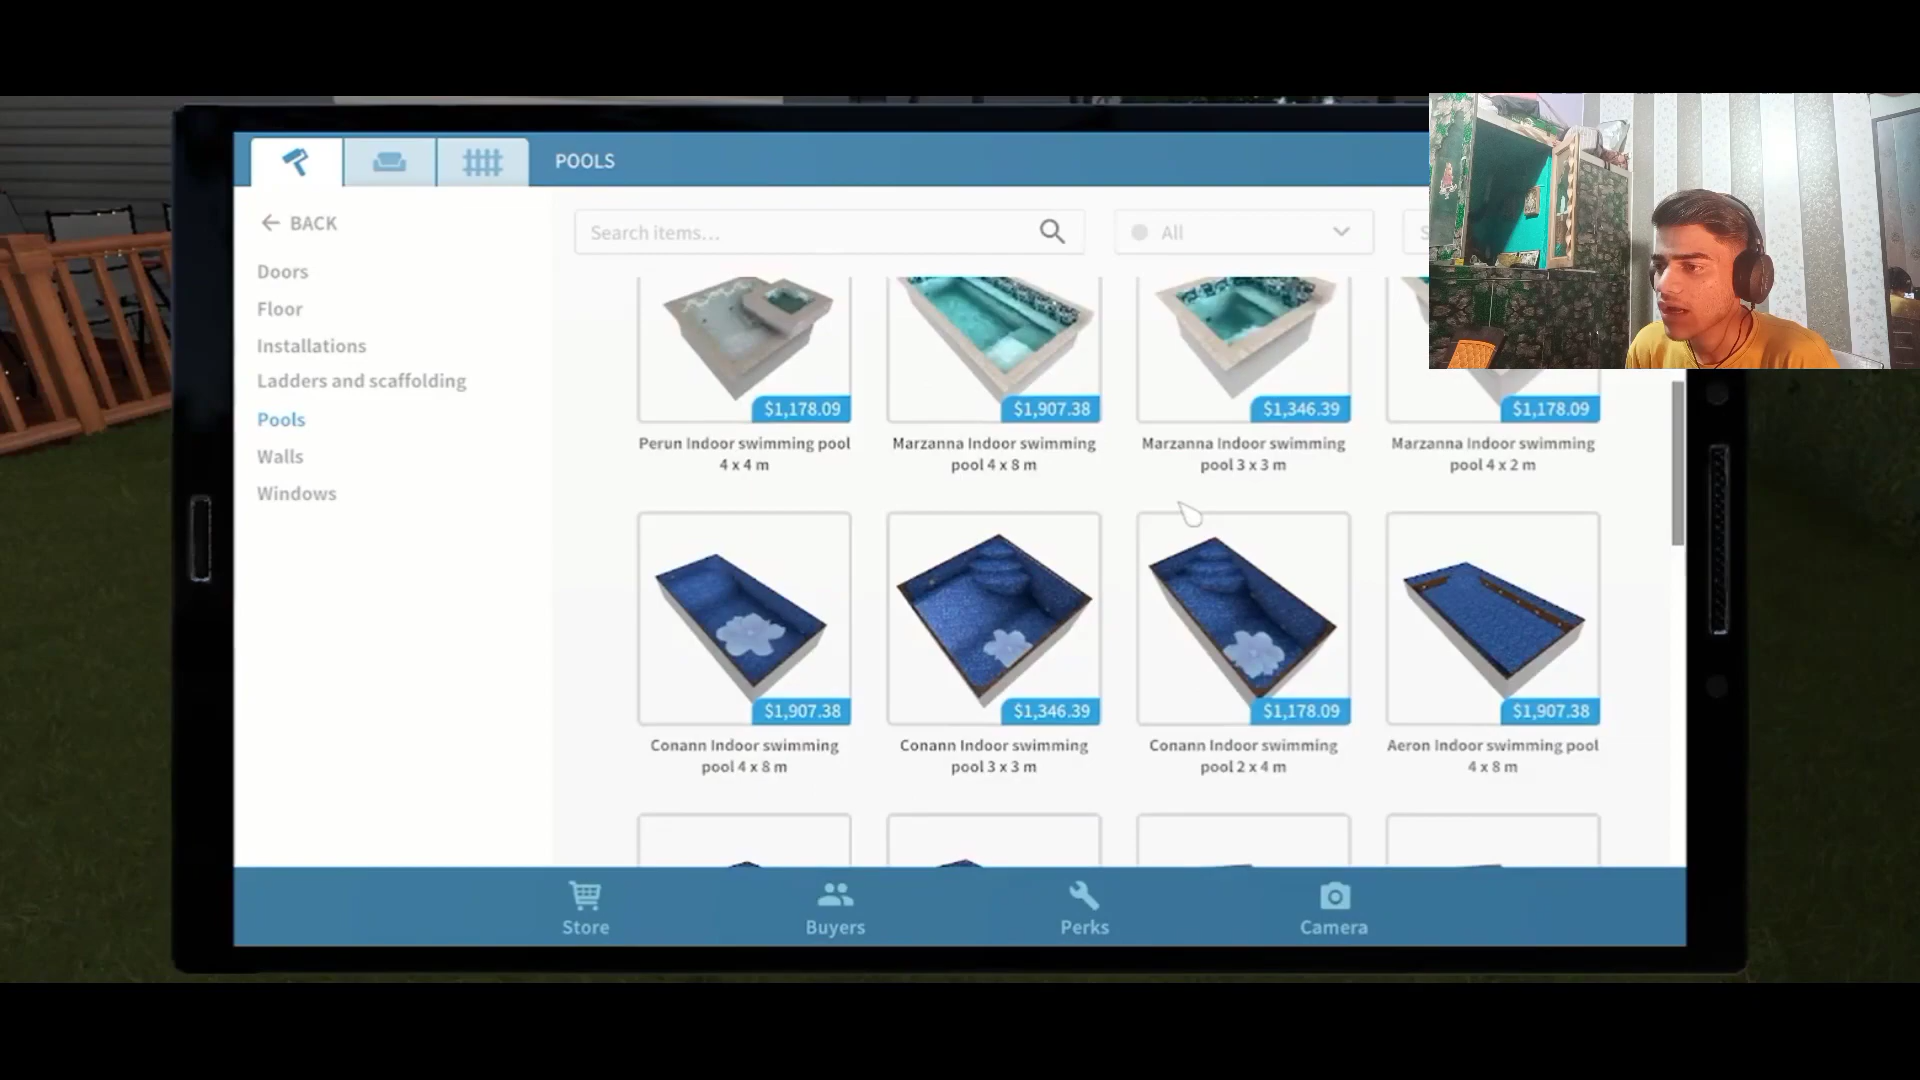 POOLS
BACK
Search items...
All
S
Doors
Floor
Installations
Ladders and scaffolding
Pools
Walls
Windows
$1,178.09
$1,907.38
$1,346.39
$1,178.09
Perun Indoor swimming pool
4 x 4 m
Marzanna Indoor swimming
pool 4 x 8 m
Marzanna Indoor swimming
pool 3 x 3 m
Marzanna Indoor swimming
pool 4 x 2 m
$1,907.38
$1,346.39
$1,178.09
$1,907.38
Conann Indoor swimming
pool 4 x 8 m
Conann Indoor swimming
pool 3 x 3 m
Conann Indoor swimming
pool 2 x 4 m
Aeron Indoor swimming pool
4 x 8 m
Store
Buyers
Perks
Camera